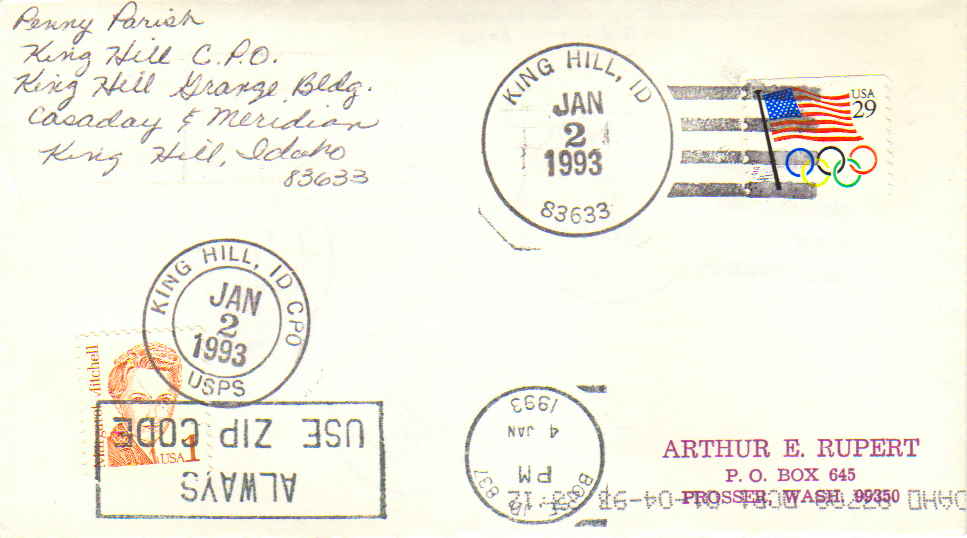 Penny Parish
King Hill C.P.O.
King Hill Grange Bldg.
Casaday & Meridian
King Hill, Idaho
83633
KING HILL, ID
JAN
2
1993
83633
USA
29
KING HILL, ID CPO
JAN
2
1993
USPS
Margaret Mitchell
USA 1
ALWAYS
USE ZIP CODE
PM
4 JAN
1993
ARTHUR E. RUPERT
P. O. BOX 645
PROSSER, WASH. 99350